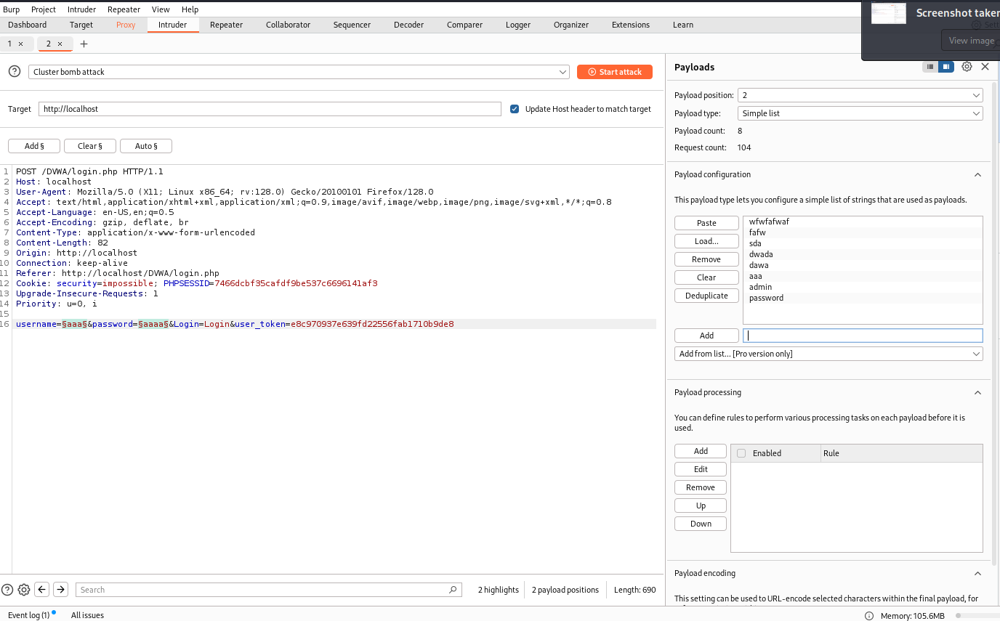 Burp Project Intruder Repeater View Help
Dashboard Target Proxy Intruder Repeater Collaborator Sequencer Decoder Comparer Logger Organizer Extensions Learn
Screenshot taken
View image
1 × 2 × +
Cluster bomb attack
Start attack
Target http://localhost Update Host header to match target
Add § Clear § Auto §
1 POST /DVWA/login.php HTTP/1.1
2 Host: localhost
3 User-Agent: Mozilla/5.0 (X11; Linux x86_64; rv:128.0) Gecko/20100101 Firefox/128.0
4 Accept: text/html,application/xhtml+xml,application/xml;q=0.9,image/avif,image/webp,image/png,image/svg+xml,*/*;q=0.8
5 Accept-Language: en-US,en;q=0.5
6 Accept-Encoding: gzip, deflate, br
7 Content-Type: application/x-www-form-urlencoded
8 Content-Length: 82
9 Origin: http://localhost
10 Connection: keep-alive
11 Referer: http://localhost/DVWA/login.php
12 Cookie: security=impossible; PHPSESSID=7466dcbf35cafdf9be537c6696141af3
13 Upgrade-Insecure-Requests: 1
14 Priority: u=0, i
15
16 username=§aaa§&password=§aaaa§&Login=Login&user_token=e8c970937e639fd22556fab1710b9de8
Search
2 highlights 2 payload positions Length: 690
Payloads
Payload position: 2
Payload type: Simple list
Payload count: 8
Request count: 104
Payload configuration
This payload type lets you configure a simple list of strings that are used as payloads.
Paste
Load...
Remove
Clear
Deduplicate
wfwfafwaf
fafw
sda
dwada
dawa
aaa
admin
password
Add
Add from list... [Pro version only]
Payload processing
You can define rules to perform various processing tasks on each payload before it is
used.
Add
Edit
Remove
Up
Down
Enabled Rule
Payload encoding
This setting can be used to URL-encode selected characters within the final payload, for
Event log (1) All issues
Memory: 105.6MB